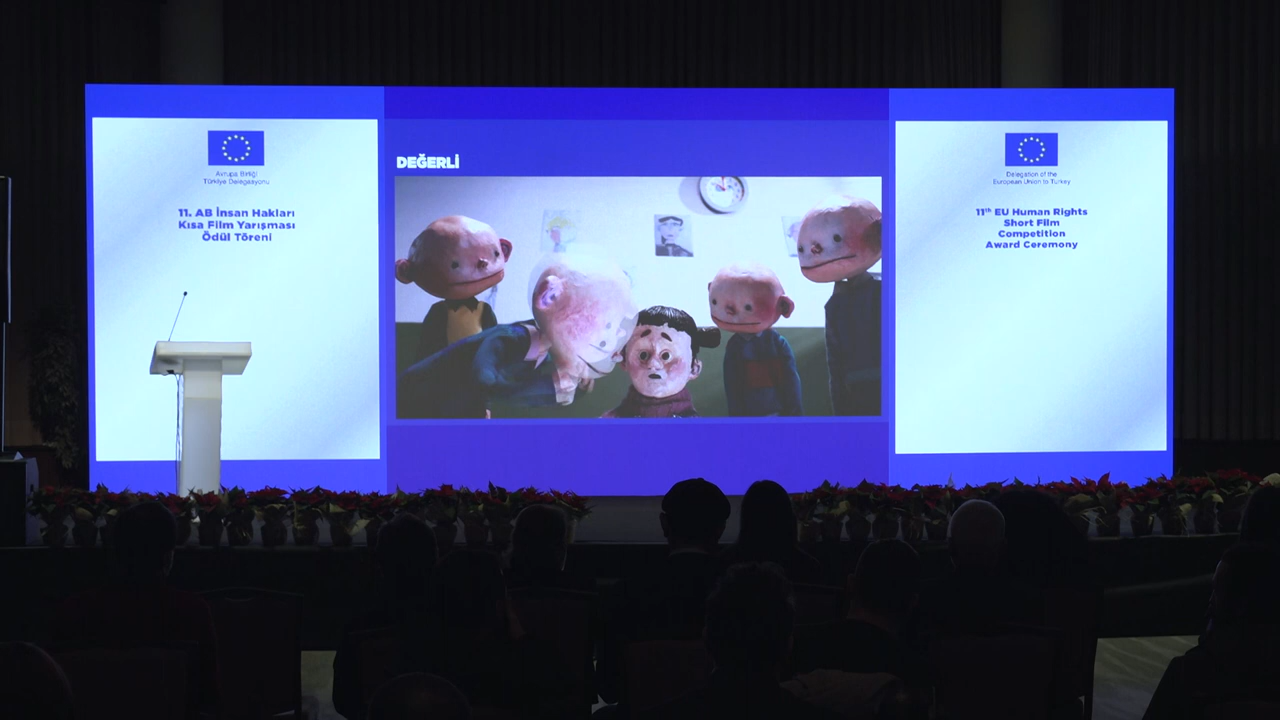 Avrupa Birliği
Türkiye Delegasyonu
11. AB İnsan Hakları
Kısa Film Yarışması
Ödül Töreni
DEĞERLİ
Delegation of the
European Union to Turkey
11th EU Human Rights
Short Film
Competition
Award Ceremony